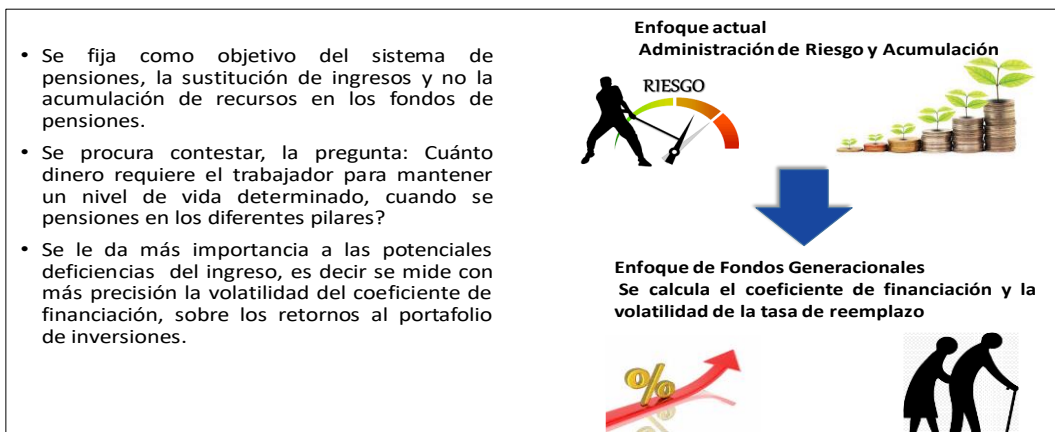 • Se fija como objetivo del sistema de
pensiones, la sustitución de ingresos y no la
acumulación de recursos en los fondos de
pensiones.
• Se procura contestar, la pregunta: Cuánto
dinero requiere el trabajador para mantener
un nivel de vida determinado, cuando se
pensiones en los diferentes pilares?
• Se le da más importancia a las potenciales
deficiencias del ingreso, es decir se mide con
más precisión la volatilidad del coeficiente de
financiación, sobre los retornos al portafolio
de inversiones.
Enfoque actual
Administración de Riesgo y Acumulación
RIESGO
Enfoque de Fondos Generacionales
Se calcula el coeficiente de financiación y la
volatilidad de la tasa de reemplazo
%